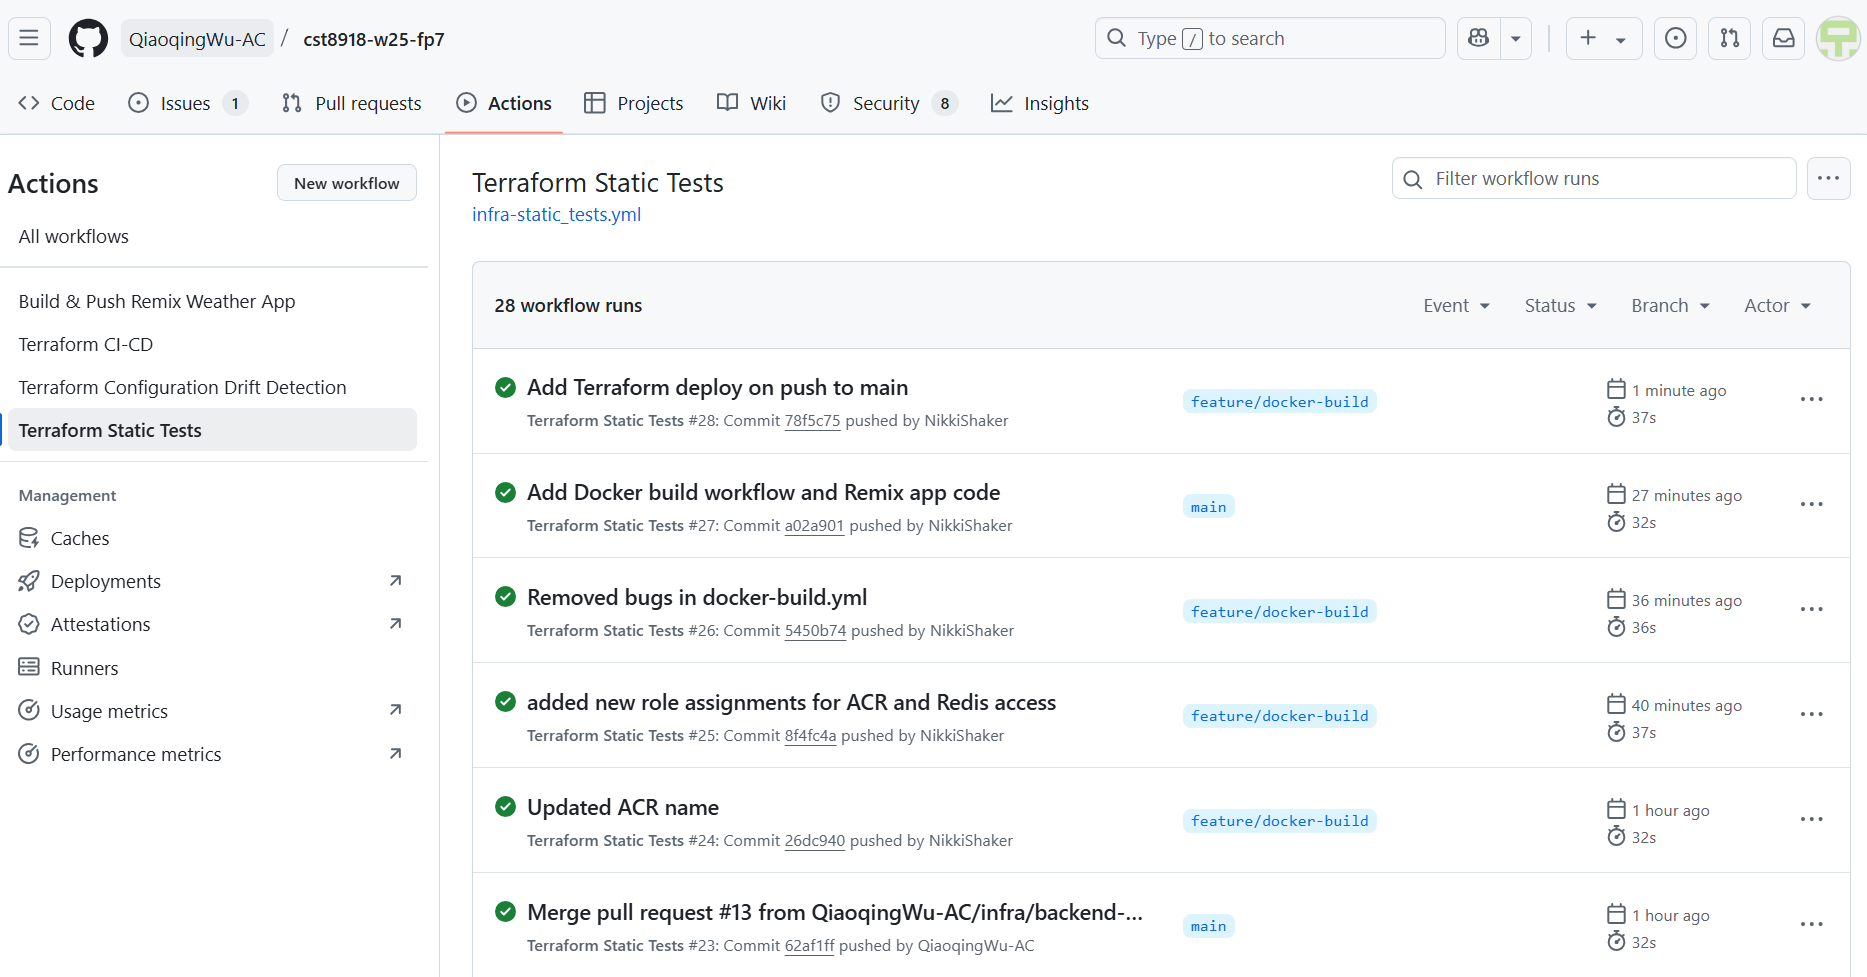 QiaoqingWu-AC / cst8918-w25-fp7
Type / to search
Code
Issues 1
Pull requests
Actions
Projects
Wiki
Security 8
Insights
Actions
New workflow
All workflows
Build & Push Remix Weather App
Terraform CI-CD
Terraform Configuration Drift Detection
Terraform Static Tests
Management
Caches
Deployments
Attestations
Runners
Usage metrics
Performance metrics
Terraform Static Tests
infra-static_tests.yml
Filter workflow runs
28 workflow runs
Event
Status
Branch
Actor
Add Terraform deploy on push to main
Terraform Static Tests #28: Commit 78f5c75 pushed by NikkiShaker
feature/docker-build
1 minute ago
37s
Add Docker build workflow and Remix app code
Terraform Static Tests #27: Commit a02a901 pushed by NikkiShaker
main
27 minutes ago
32s
Removed bugs in docker-build.yml
Terraform Static Tests #26: Commit 5450b74 pushed by NikkiShaker
feature/docker-build
36 minutes ago
36s
added new role assignments for ACR and Redis access
Terraform Static Tests #25: Commit 8f4fc4a pushed by NikkiShaker
feature/docker-build
40 minutes ago
37s
Updated ACR name
Terraform Static Tests #24: Commit 26dc940 pushed by NikkiShaker
feature/docker-build
1 hour ago
32s
Merge pull request #13 from QiaoqingWu-AC/infra/backend-...
Terraform Static Tests #23: Commit 62af1ff pushed by QiaoqingWu-AC
main
1 hour ago
32s